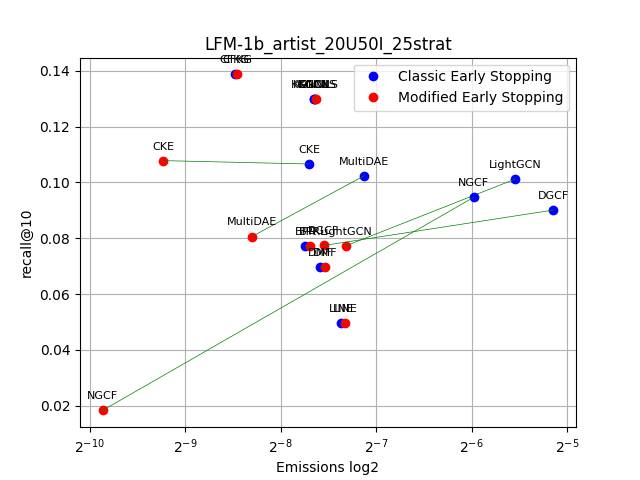 LFM-1b_artist_20U50I_25strat
Classic Early Stopping
Modified Early Stopping
CKE
CKE
MultiDAE
MultiDAE
LightGCN
NGCF
DGCF
DGCF
LightGCN
LINE
NGCF
0.14
0.12
0.10
0.08
0.06
0.04
0.02
recall@10
2^-10
2^-9
2^-8
2^-7
2^-6
2^-5
Emissions log2